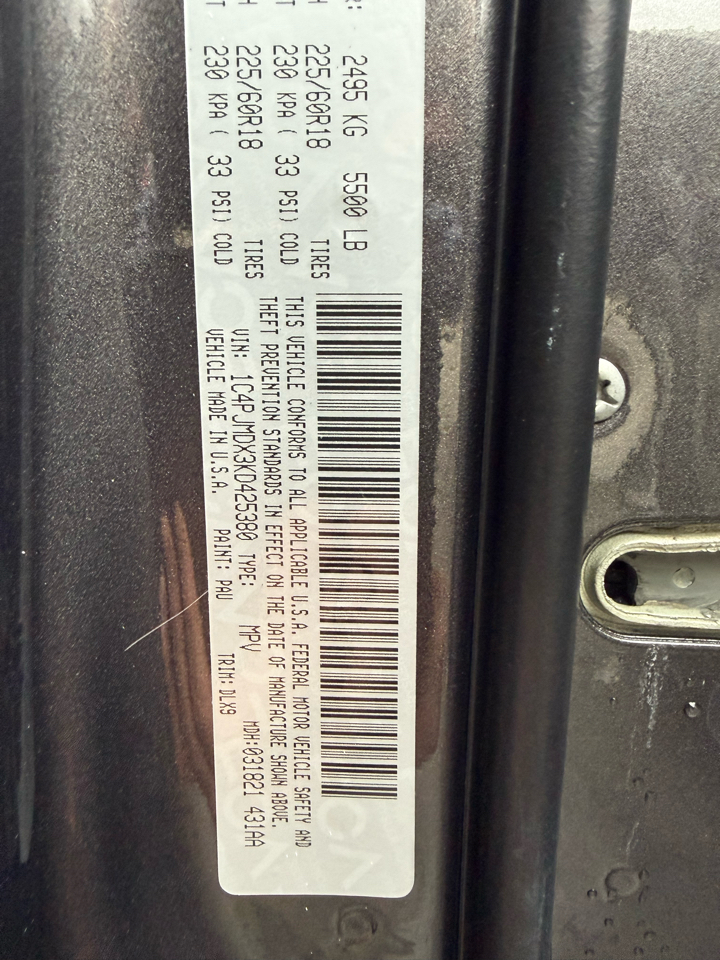 R: 2495 KG 5500 LB
225/60R18 TIRES
230 KPA ( 33 PSI) COLD
225/60R18 TIRES
230 KPA ( 33 PSI) COLD
THIS VEHICLE CONFORMS TO ALL APPLICABLE U.S.A. FEDERAL MOTOR VEHICLE SAFETY AND
THEFT PREVENTION STANDARDS IN EFFECT ON THE DATE OF MANUFACTURE SHOWN ABOVE.
VIN: 1C4PJMDX3KD425380 TYPE: MPV MDH:031821 431AA
VEHICLE MADE IN U.S.A. PAINT: PAU TRIM: DLX9